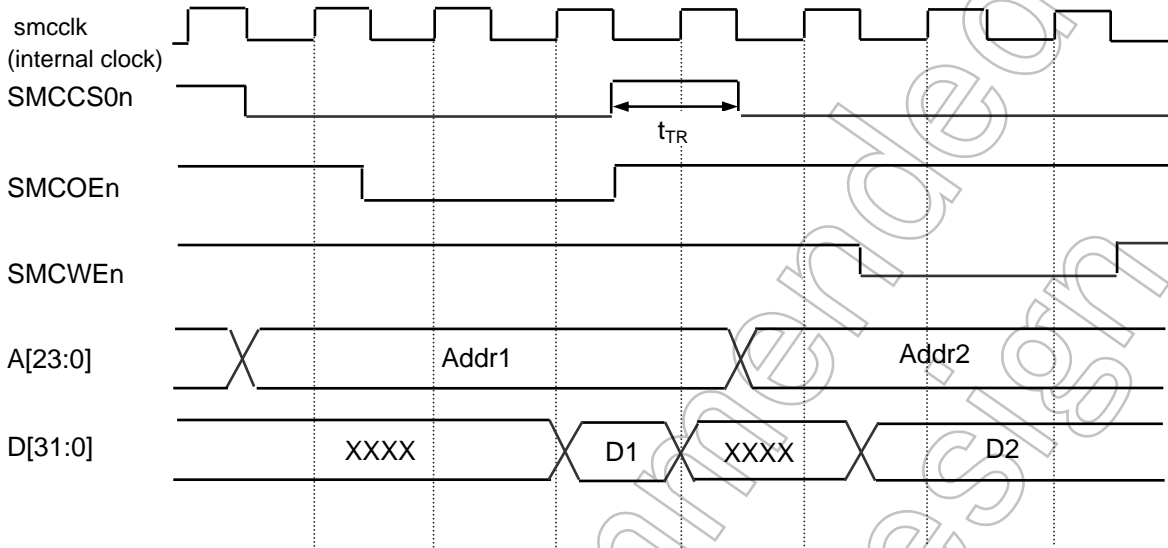 smcclk
(internal clock)
SMCCS0n
tTR
SMCOEn
SMCWEn
A[23:0]
Addr1
Addr2
D[31:0]
XXXX
D1
XXXX
D2